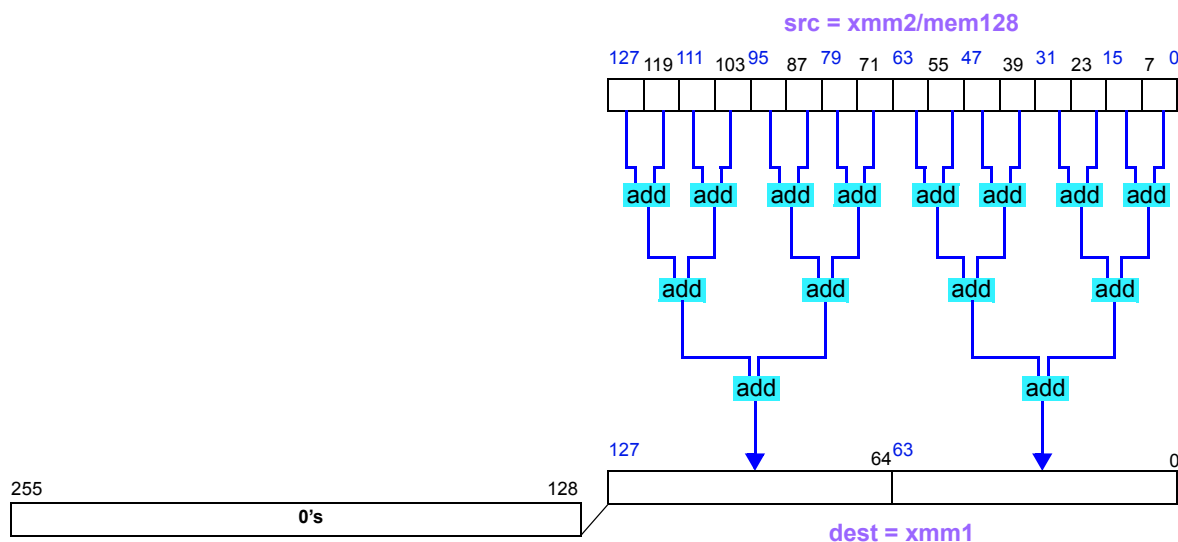 src = xmm2/mem128
127 119 111 103 95 87 79 71 63 55 47 39 31 23 15 7 0
add add add add add add add add
add add add add
add add
127 64 63 0
255 128
0's
dest = xmm1